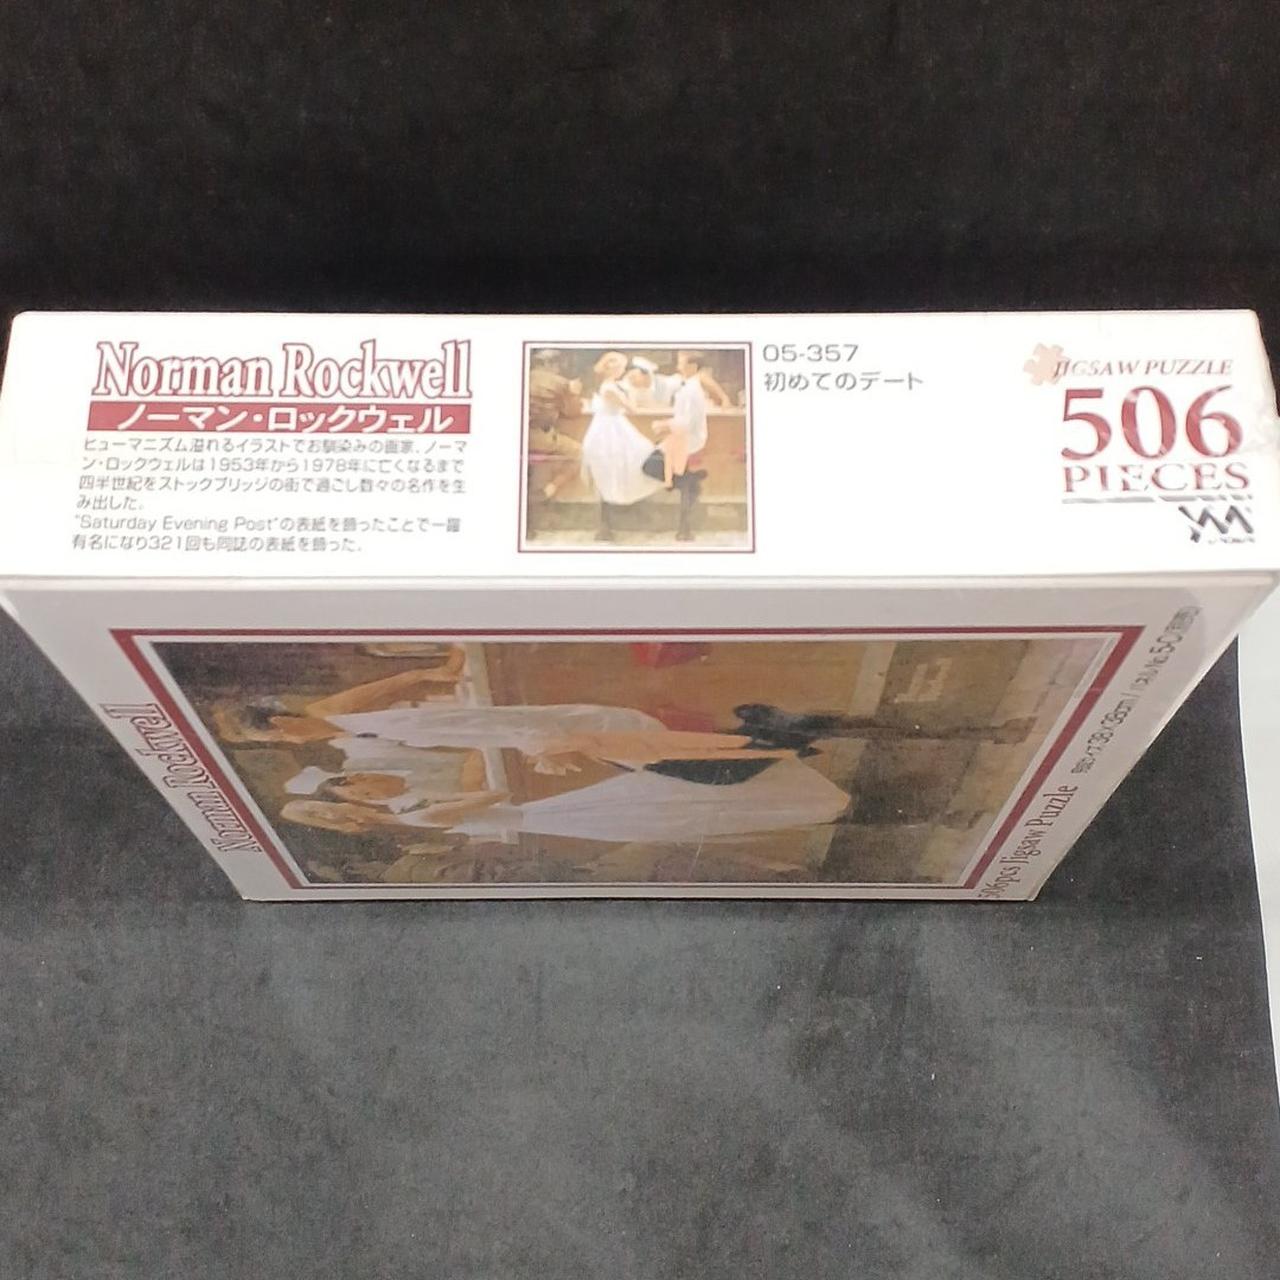 Norman Rockwell
ノーマン・ロックウェル
ヒューマニズム溢れるイラストでお馴染みの画家、ノーマ
ン・ロックウェルは1953年から1978年に亡くなるまで
四半世紀をストックブリッジの街で過ごし数々の名作を生
み出した。
"Saturday Evening Post"の表紙を飾ったことで一躍
有名になり321回も同誌の表紙を飾った。
05-357
初めてのデート
JIGSAW PUZZLE
506
PIECES
YM
Norman Rockwell
506pcs Jigsaw Puzzle